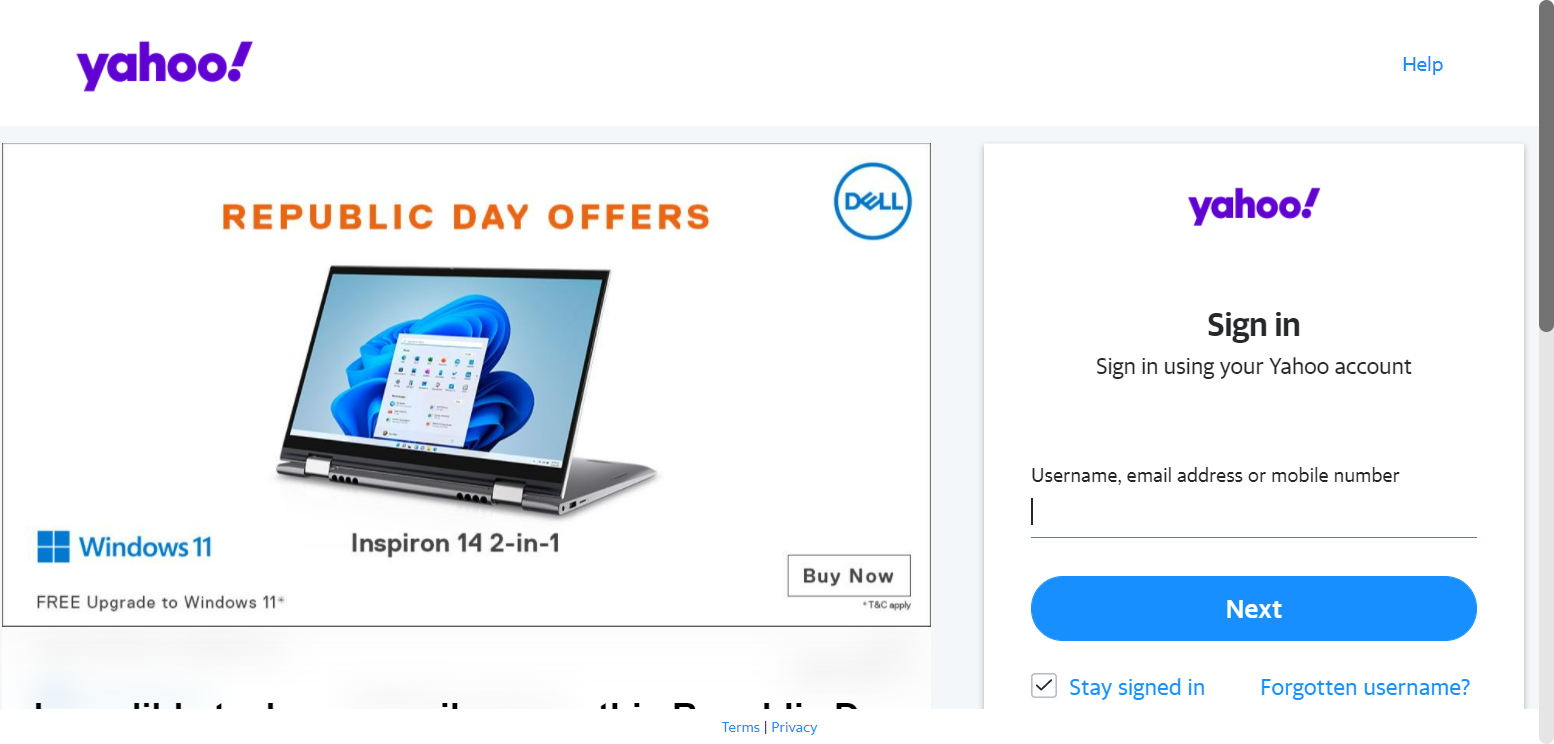 yahoo!
Help
REPUBLIC DAY OFFERS
DELL
Windows 11
Inspiron 14 2-in-1
Buy Now
FREE Upgrade to Windows 11*
*T&C apply
yahoo!
Sign in
Sign in using your Yahoo account
Username, email address or mobile number
Next
Stay signed in
Forgotten username?
Terms | Privacy